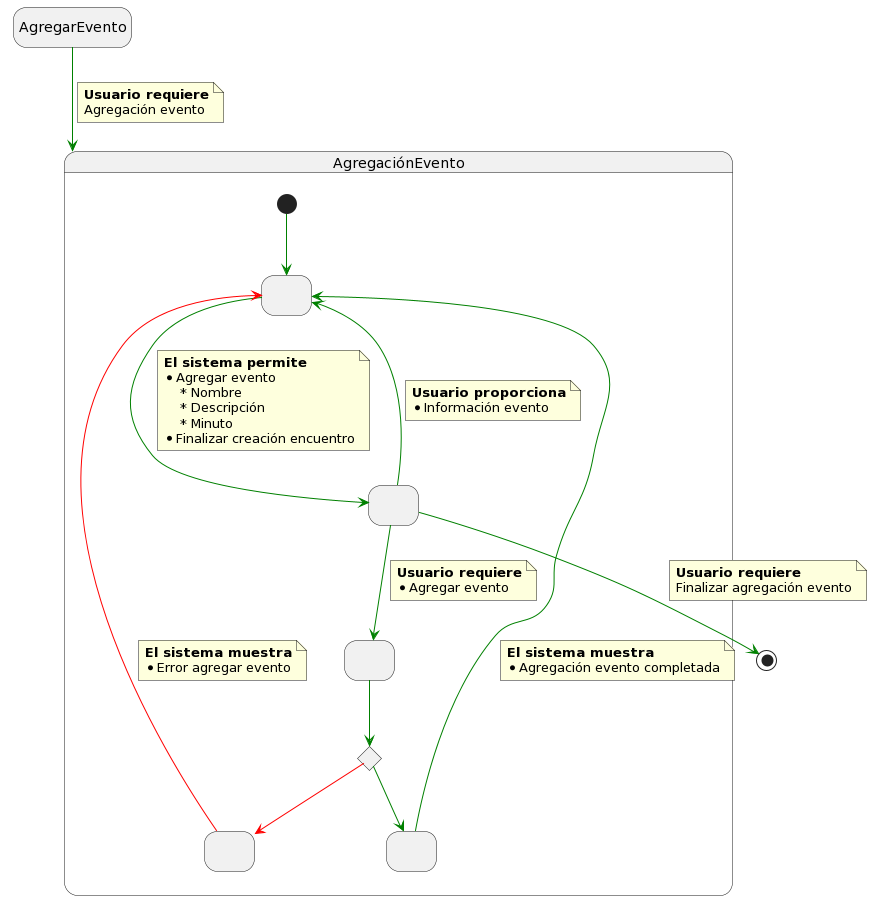 AgregarEvento
Usuario requiere
Agregación evento
AgregaciónEvento
El sistema permite
• Agregar evento
* Nombre
* Descripción
* Minuto
• Finalizar creación encuentro
Usuario proporciona
• Información evento
Usuario requiere
• Agregar evento
Usuario requiere
Finalizar agregación evento
El sistema muestra
• Error agregar evento
El sistema muestra
• Agregación evento completada